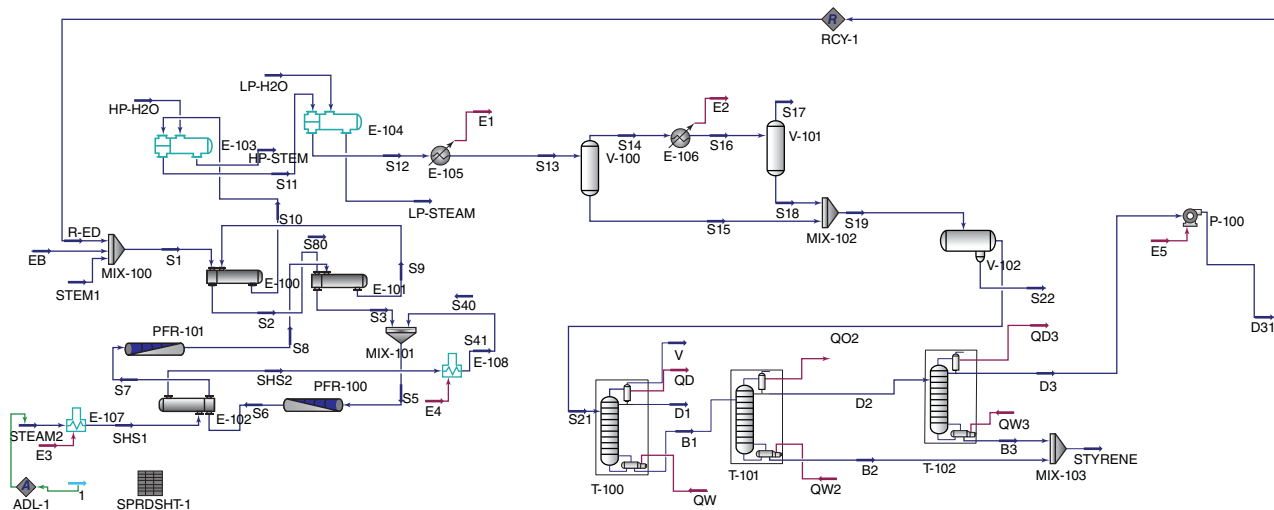 R
RCY-1
LP-H2O
HP-H2O
E-104
E1
E2
S17
V-101
E-103
HP-STEM
S11
S12
E-105
S13
S14
V-100
E-106
S16
LP-STEAM
S10
S15
S18
MIX-102
S19
R-ED
EB
MIX-100
S1
STEM1
E-100
S80
E-101
S9
V-102
S22
P-100
E5
D31
S2
S3
S40
MIX-101
S41
E-108
PFR-101
S8
S7
SHS2
PFR-100
S5
E4
E-102
S6
STEAM2
E-107
SHS1
E3
A
ADL-1
1
SPRDSHT-1
S21
V
QD
D1
B1
T-100
QW
QO2
D2
T-101
B2
QW2
QD3
D3
QW3
B3
T-102
MIX-103
STYRENE